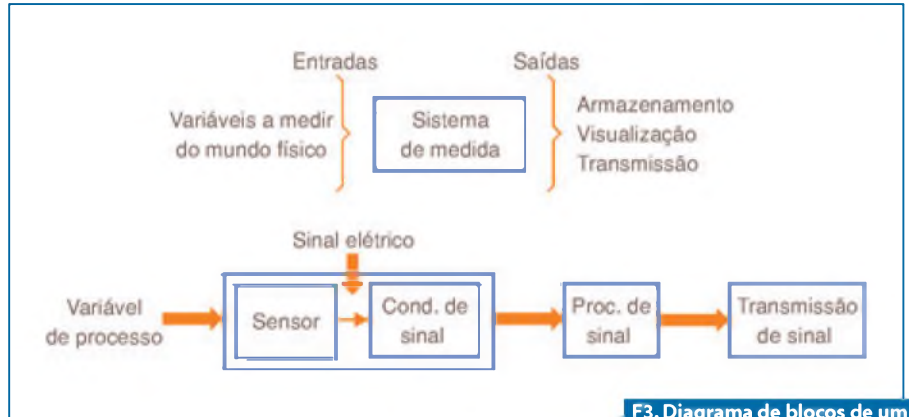 Entradas
Saídas
Variáveis a medir
do mundo físico
Sistema
de medida
Armazenamento
Visualização
Transmissão
Sinal elétrico
Variável
de processo
Sensor
Cond. de
sinal
Proc. de
sinal
Transmissão
de sinal
F3. Diagrama de blocos de um